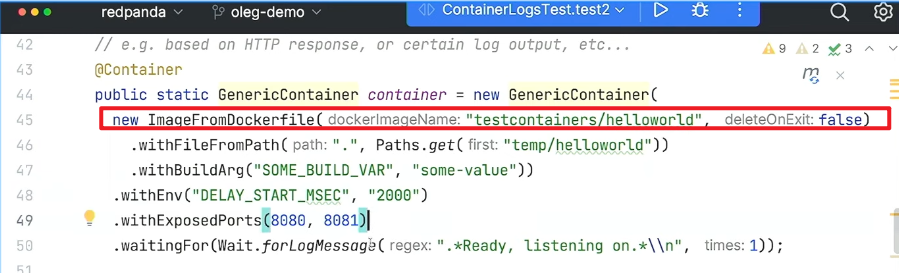 redpanda oleg-demo ContainerLogsTest.test2
42 // e.g. based on HTTP response, or certain log output, etc...
9 2 3
43 @Container
44 public static GenericContainer container = new GenericContainer(
45 new ImageFromDockerfile( dockerImageName: "testcontainers/helloworld", deleteOnExit: false)
46 .withFileFromPath( path: ".", Paths.get( first: "temp/helloworld"))
47 .withBuildArg("SOME_BUILD_VAR", "some-value"))
48 .withEnv("DELAY_START_MSEC", "2000")
49 .withExposedPorts(8080, 8081)
50 .waitingFor(Wait.forLogMessage( regex: ".*Ready, listening on.*\\n", times: 1));
51